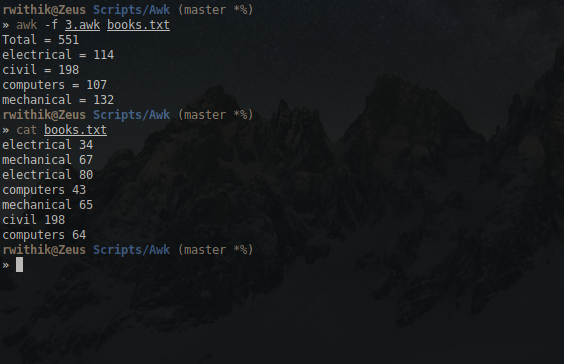 rwithik@Zeus Scripts/Awk (master *%)
» awk -f 3.awk books.txt
Total = 551
electrical = 114
civil = 198
computers = 107
mechanical = 132
rwithik@Zeus Scripts/Awk (master *%)
» cat books.txt
electrical 34
mechanical 67
electrical 80
computers 43
mechanical 65
civil 198
computers 64
rwithik@Zeus Scripts/Awk (master *%)
»